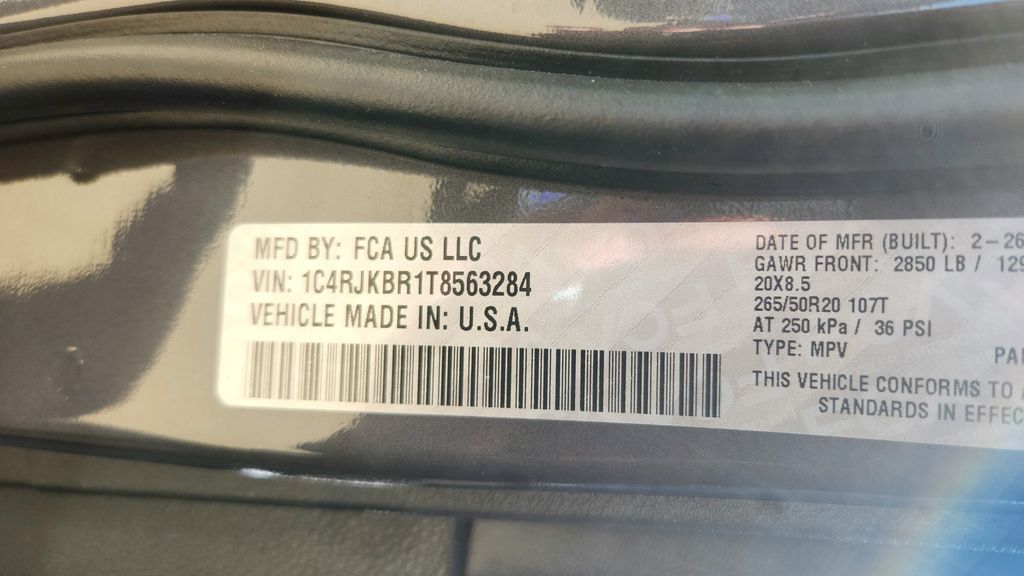 MFD BY: FCA US LLC
VIN: 1C4RJKBR1T8563284
VEHICLE MADE IN: U.S.A.
DATE OF MFR (BUILT): 2-26
GAWR FRONT: 2850 LB / 129
20X8.5
265/50R20 107T
AT 250 kPa / 36 PSI
TYPE: MPV
PAI
THIS VEHICLE CONFORMS TO
STANDARDS IN EFFEC